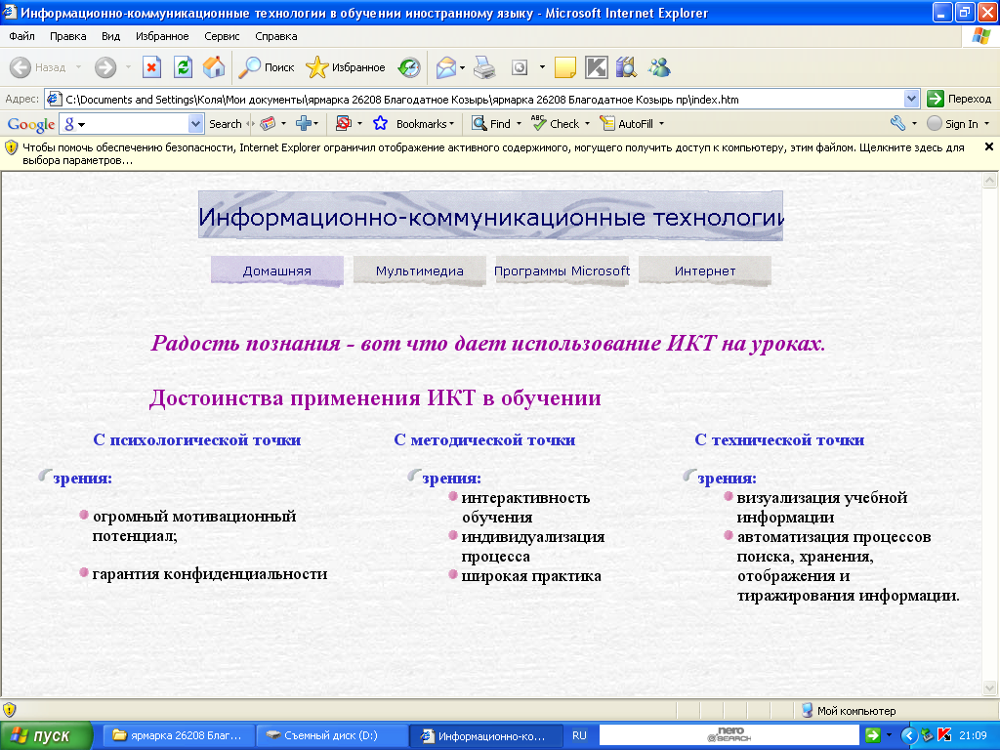 Информационно-коммуникационные технологии в обучении иностранному языку - Microsoft Internet Explorer
Файл Правка Вид Избранное Сервис Справка
Назад Поиск Избранное
Адрес: C:\Documents and Settings\Коля\Мои документы\ярмарка 26208 Благодатное Козырь\ярмарка 26208 Благодатное Козырь пр\index.htm Переход
Google g Search Bookmarks Find ABC Check AutoFill Sign In
Чтобы помочь обеспечению безопасности, Internet Explorer ограничил отображение активного содержимого, могущего получить доступ к компьютеру, этим файлом. Щелкните здесь для
выбора параметров...
Информационно-коммуникационные технологии
Домашняя Мультимедиа Программы Microsoft Интернет
Радость познания - вот что дает использование ИКТ на уроках.
Достоинства применения ИКТ в обучении
С психологической точки
зрения:
огромный мотивационный
потенциал;
гарантия конфиденциальности
С методической точки
зрения:
интерактивность
обучения
индивидуализация
процесса
широкая практика
С технической точки
зрения:
визуализация учебной
информации
автоматизация процессов
поиска, хранения,
отображения и
тиражирования информации.
Мой компьютер
пуск ярмарка 26208 Благ... Съемный диск (D:) Информационно-ко... RU nero @SEARCH 21:09